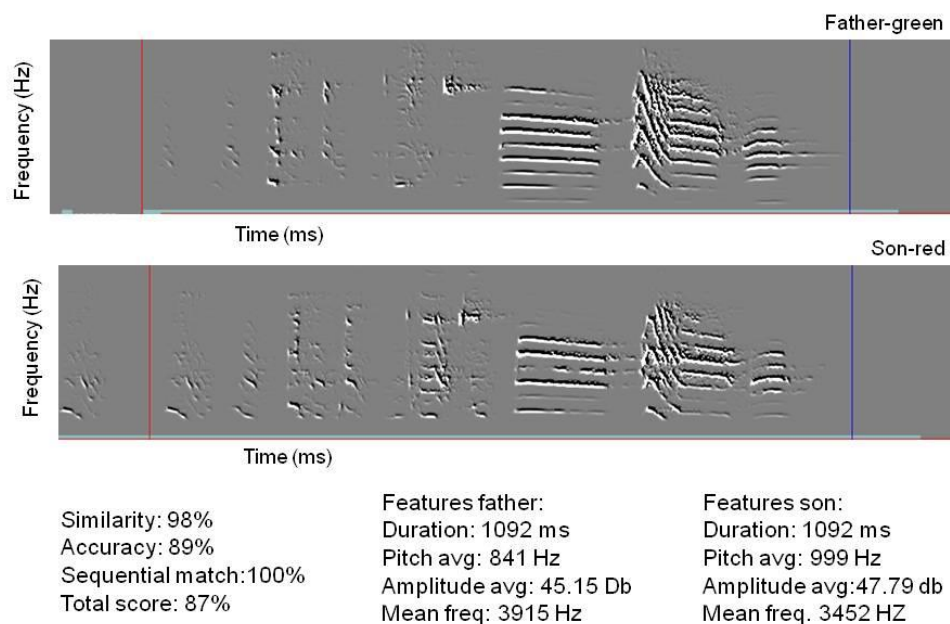 Father-green
Frequency (Hz)
Time (ms)
Son-red
Frequency (Hz)
Time (ms)
Similarity: 98%
Accuracy: 89%
Sequential match:100%
Total score: 87%
Features father:
Duration: 1092 ms
Pitch avg: 841 Hz
Amplitude avg: 45.15 Db
Mean freq: 3915 Hz
Features son:
Duration: 1092 ms
Pitch avg: 999 Hz
Amplitude avg:47.79 db
Mean freq. 3452 HZ